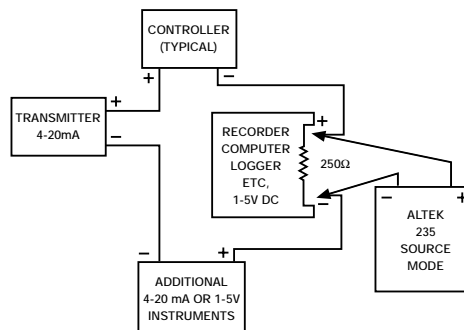 CONTROLLER
(TYPICAL)
+
−
+
TRANSMITTER
4-20mA
−
+
RECORDER
COMPUTER
LOGGER
ETC,
1-5V DC
250Ω
−
−
+
ALTEK
235
SOURCE
MODE
−
+
ADDITIONAL
4-20 mA OR 1-5V
INSTRUMENTS